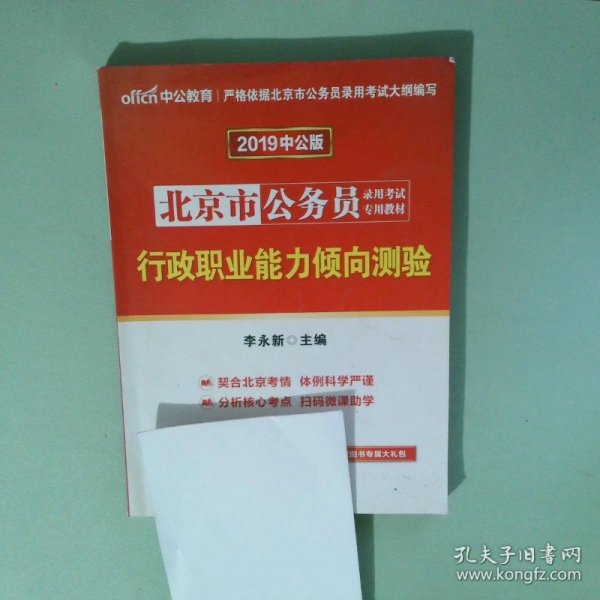 offcn中公教育|严格依据北京市公务员录用考试大纲编写
2019中公版
北京市公务员录用考试专用教材
行政职业能力倾向测验
李永新◎主编
契合北京考情 体例科学严谨
分析核心考点 扫码微课助学
图书专属大礼包
孔夫子旧书网
www.kongfz.com